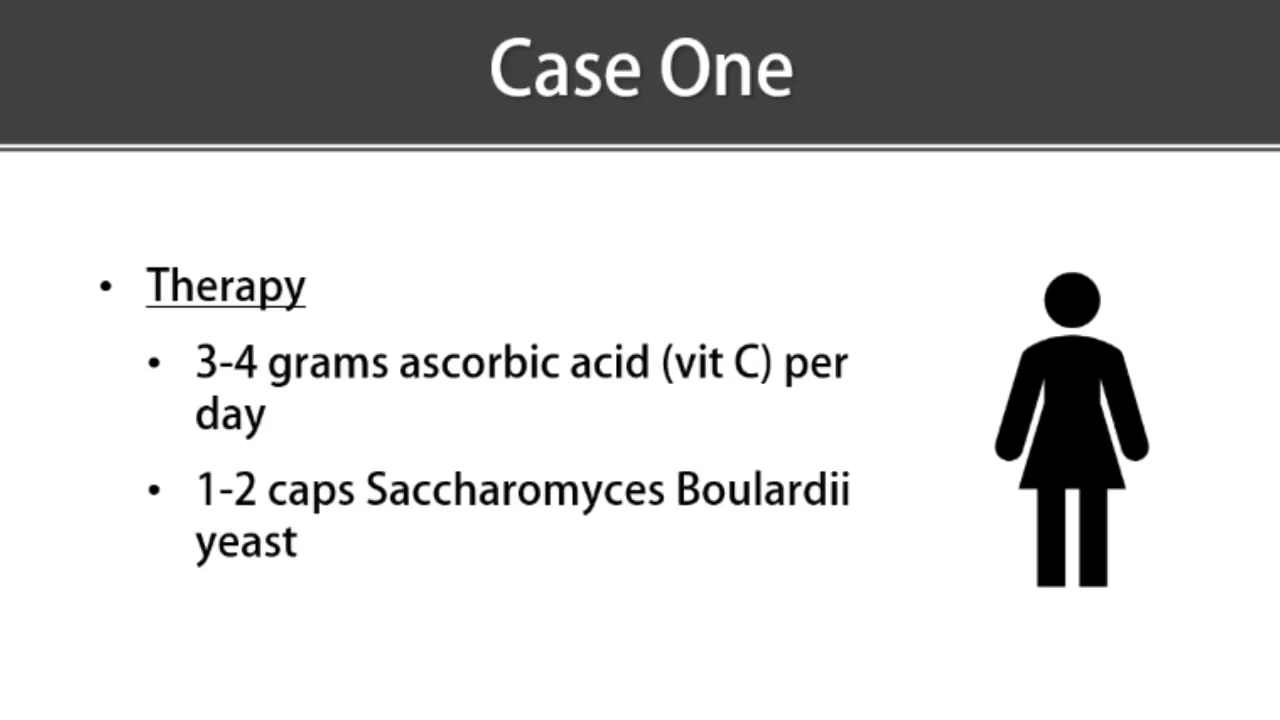 Case One
• Therapy
• 3-4 grams ascorbic acid (vit C) per
day
• 1-2 caps Saccharomyces Boulardii
yeast